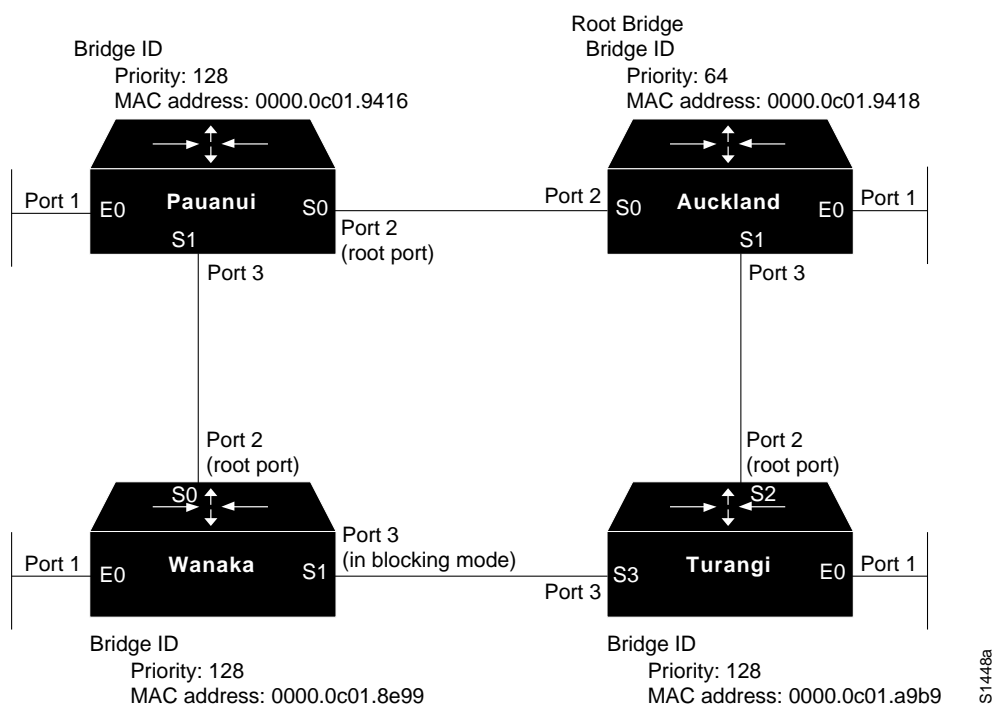 Root Bridge
Bridge ID
Priority: 128
MAC address: 0000.0c01.9416
Bridge ID
Priority: 64
MAC address: 0000.0c01.9418
Port 1
E0
Pauanui
S0
S1
Port 2
(root port)
Port 3
Port 2
S0
Auckland
E0
S1
Port 1
Port 3
Port 2
(root port)
S0
Port 1
E0
Wanaka
S1
Port 3
(in blocking mode)
Port 2
(root port)
S2
Port 3
S3
Turangi
E0
Port 1
Bridge ID
Priority: 128
MAC address: 0000.0c01.8e99
Bridge ID
Priority: 128
MAC address: 0000.0c01.a9b9
S1448a